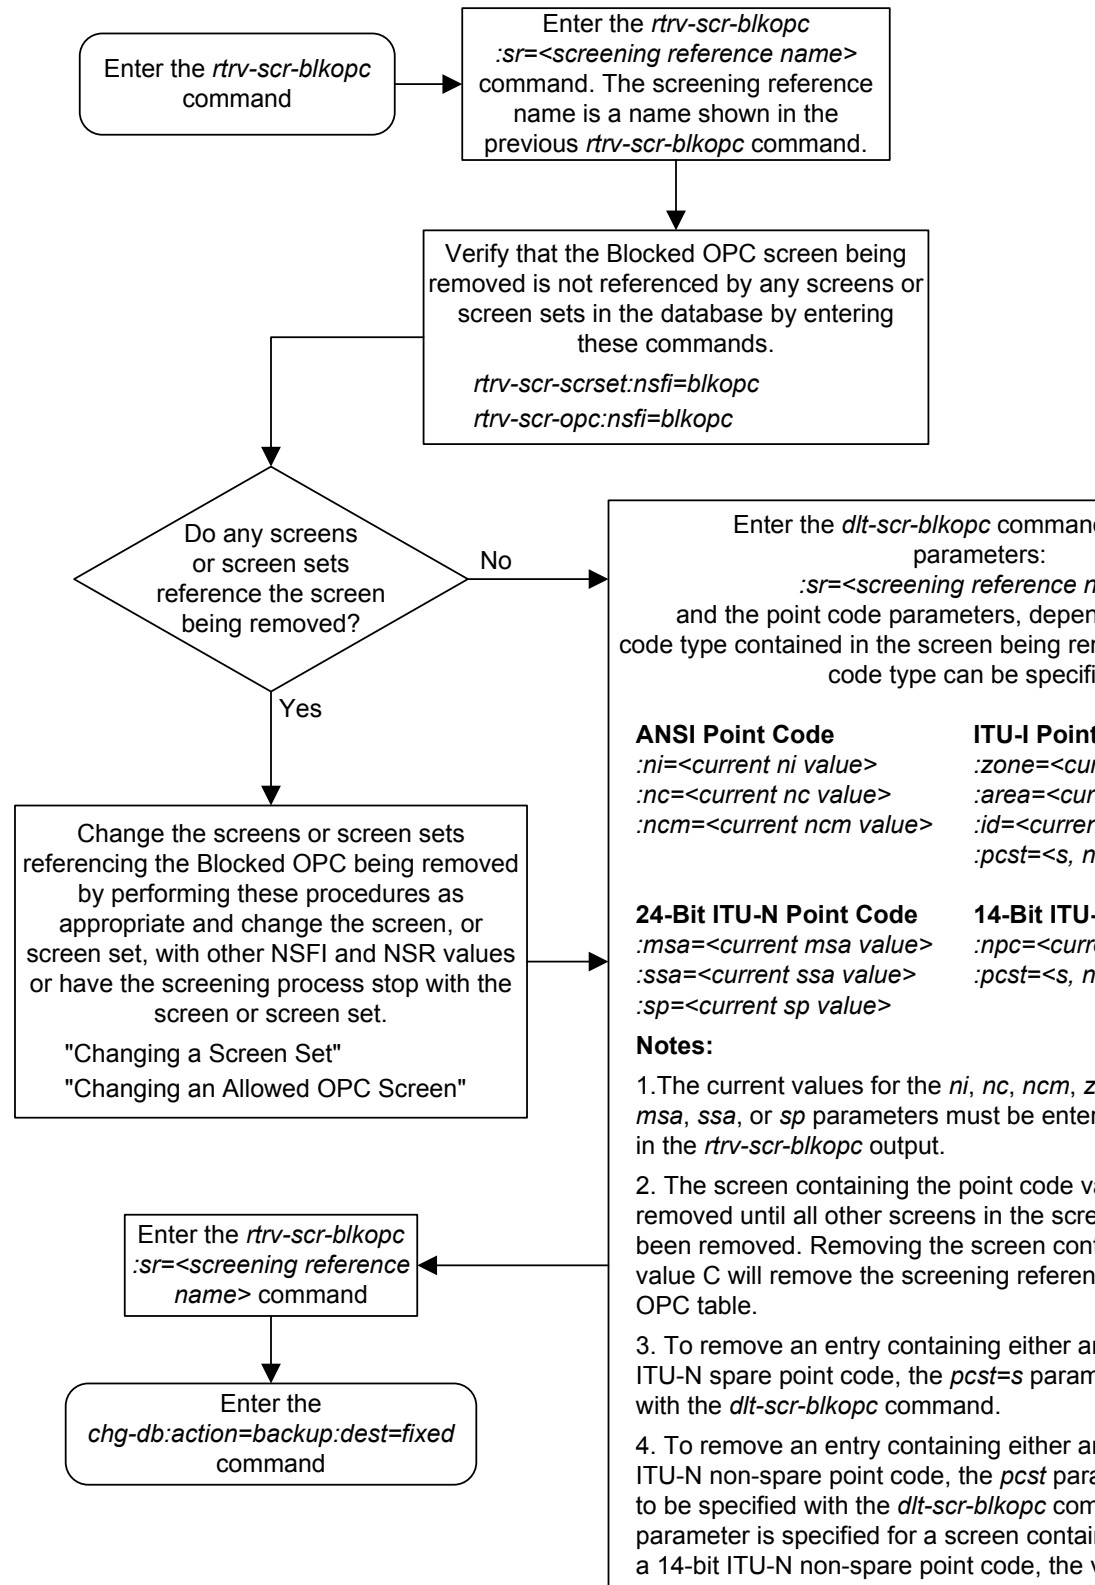 Enter the rtrv-scr-blkopc
command
Enter the rtrv-scr-blkopc
:sr=<screening reference name>
command. The screening reference
name is a name shown in the
previous rtrv-scr-blkopc command.
Verify that the Blocked OPC screen being
removed is not referenced by any screens or
screen sets in the database by entering
these commands.
rtrv-scr-scrset:nsfi=blkopc
rtrv-scr-opc:nsfi=blkopc
Do any screens
or screen sets
reference the screen
being removed?
No
Yes
Change the screens or screen sets
referencing the Blocked OPC being removed
by performing these procedures as
appropriate and change the screen, or
screen set, with other NSFI and NSR values
or have the screening process stop with the
screen or screen set.
"Changing a Screen Set"
"Changing an Allowed OPC Screen"
Enter the dlt-scr-blkopc
parameters:
:sr=<screening reference
and the point code parameters,
code type contained in the screen being
code type can be
ANSI Point Code
:ni=<current ni value>
:nc=<current nc value>
:ncm=<current ncm value>
ITU-I Point
:zone=
:area=
:id=
:pcst=<s,
24-Bit ITU-N Point Code
:msa=<current msa value>
:ssa=<current ssa value>
:sp=<current sp value>
14-Bit
:npc=
:pcst=<s,
Notes:
1.The current values for the ni, nc, ncm,
msa, ssa, or sp parameters must be
in the rtrv-scr-blkopc output.
2. The screen containing the point code
removed until all other screens in the
been removed. Removing the screen
value C will remove the screening
OPC table.
3. To remove an entry containing either
ITU-N spare point code, the pcst=s
with the dlt-scr-blkopc command.
4. To remove an entry containing either
ITU-N non-spare point code, the pcst
to be specified with the dlt-scr-blkopc
parameter is specified for a screen
a 14-bit ITU-N non-spare point code, the
Enter the rtrv-scr-blkopc
:sr=<screening reference
name> command
Enter the
chg-db:action=backup:dest=fixed
command